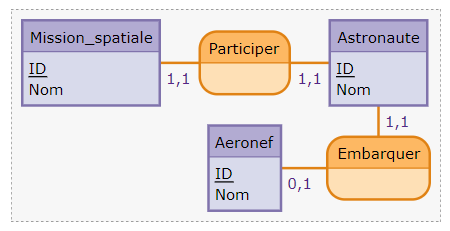 Mission_spatiale
ID
Nom
1,1
Participer
1,1
Astronaute
ID
Nom
1,1
Aeronef
ID
Nom
0,1
Embarquer